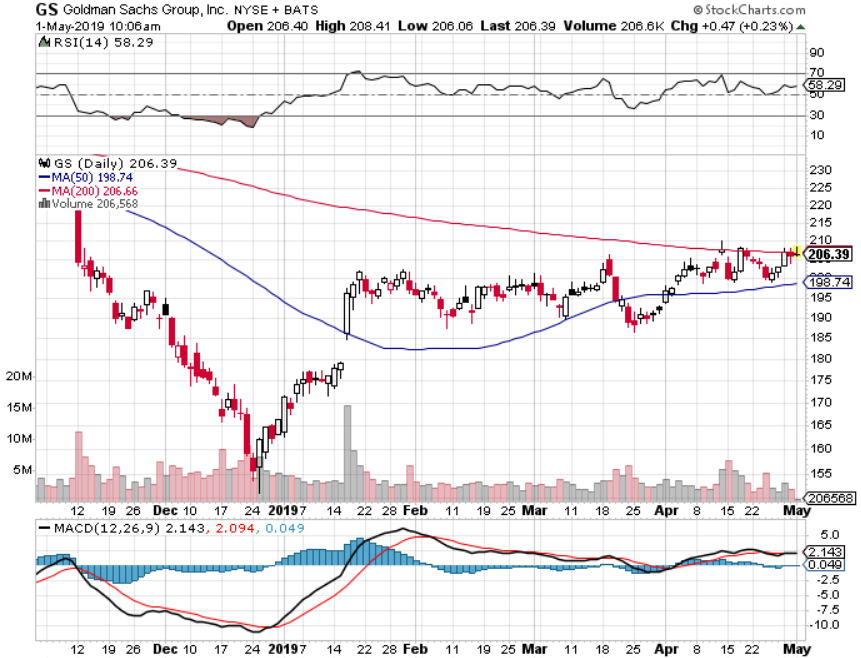 GS Goldman Sachs Group, Inc. NYSE + BATS © StockCharts.com
1-May-2019 10:06am Open 206.40 High 208.41 Low 206.06 Last 206.39 Volume 206.6K Chg +0.47 (+0.23%)
RSI(14) 58.29
90
70
58.29
50
30
10
GS (Daily) 206.39
MA(50) 198.74
MA(200) 206.66
Volume 206,568
230
225
220
215
210
206.39
200
198.74
195
190
185
180
175
170
165
160
155
20M
15M
10M
5M
206568
12 19 26 Dec 10 17 24 2019 7 14 22 28 Feb 11 19 25 Mar 11 18 25 Apr 8 15 22 May
MACD(12,26,9) 2.143, 2.094, 0.049
5.0
2.143
0.049
-2.5
-5.0
-7.5
-10.0
12 19 26 Dec 10 17 24 2019 7 14 22 28 Feb 11 19 25 Mar 11 18 25 Apr 8 15 22 May